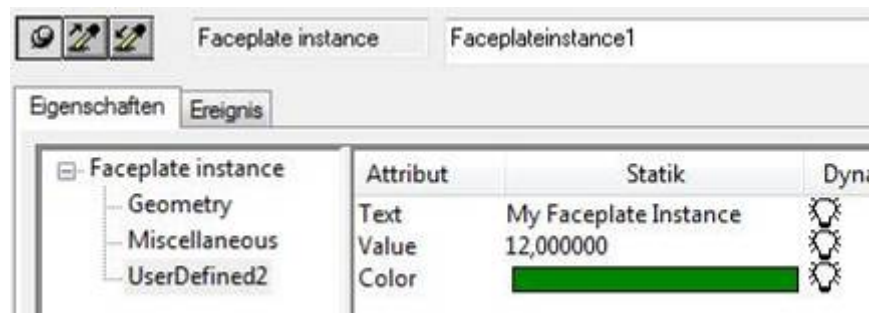 Faceplate instance Faceplateinstance1
Eigenschaften Ereignis
Faceplate instance
Geometry
Miscellaneous
UserDefined2
Attribut Statik Dyna
Text My Faceplate Instance
Value 12,000000
Color